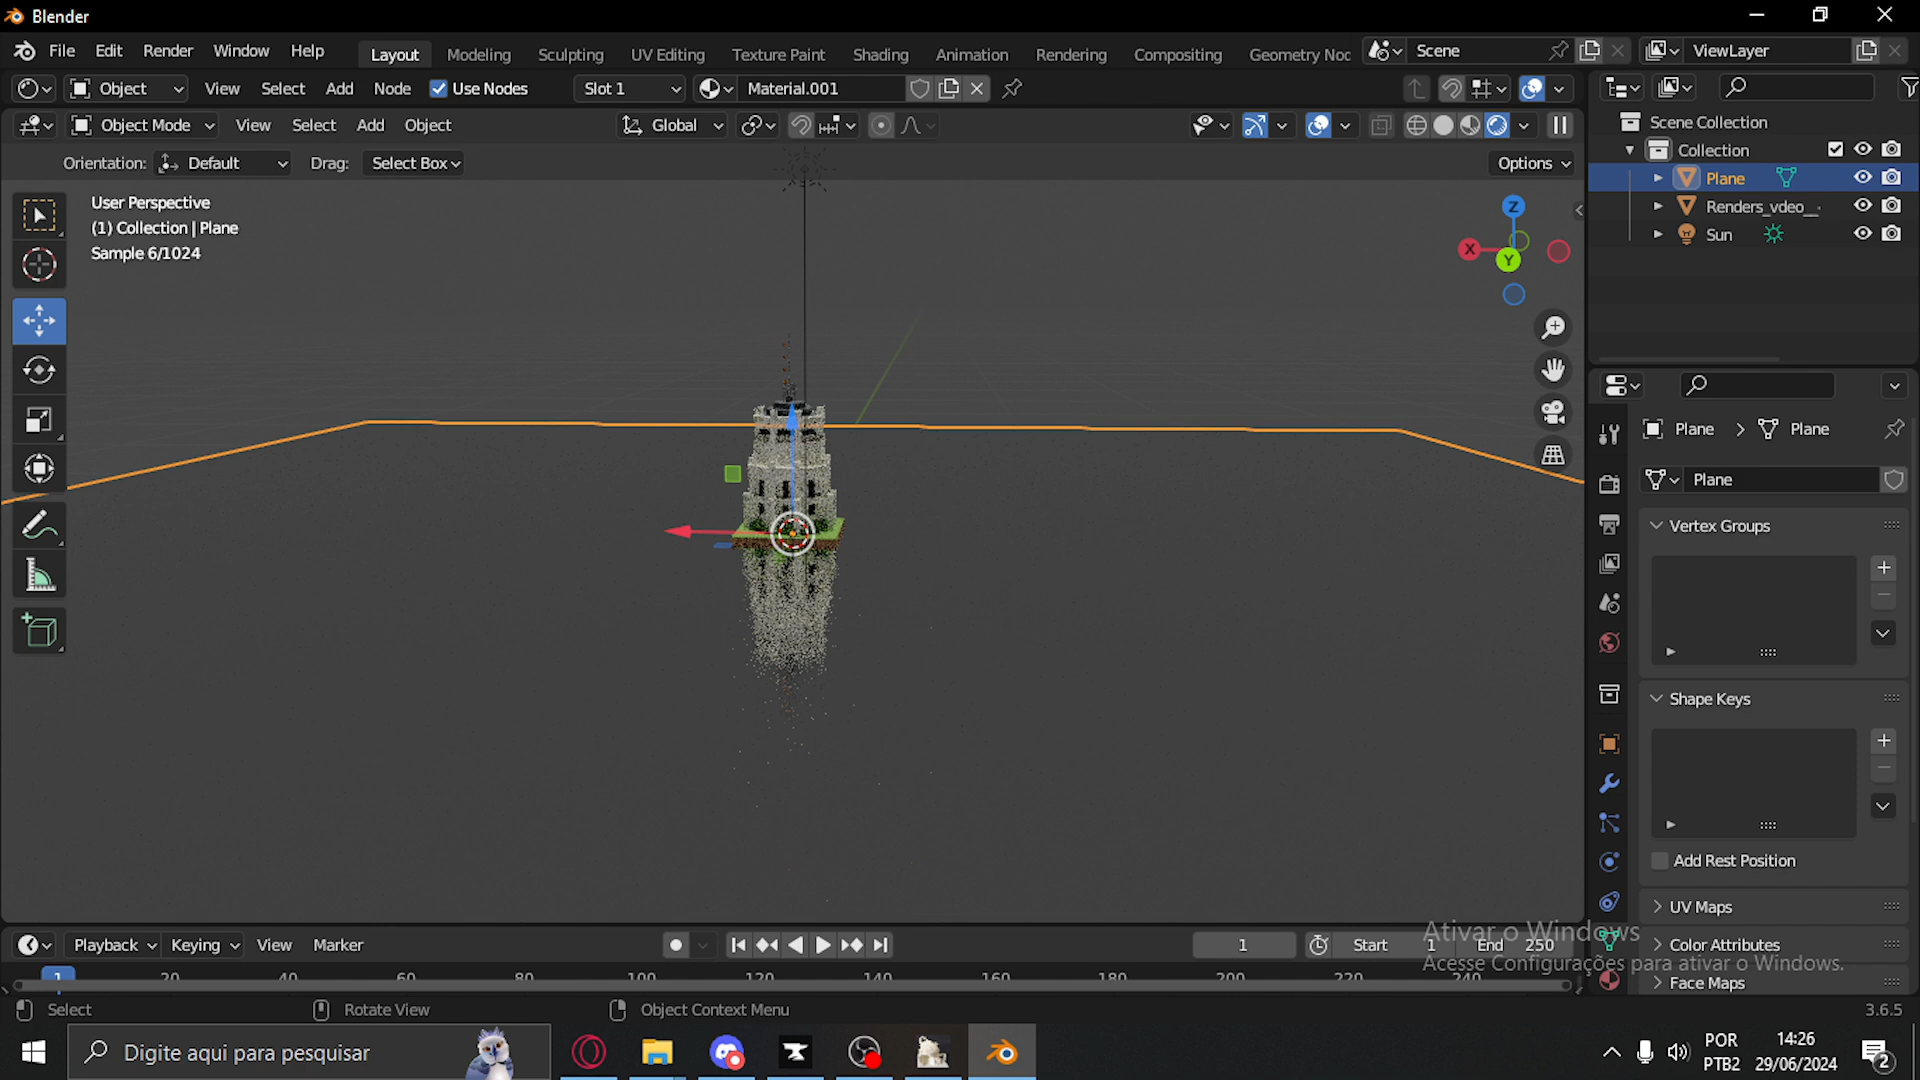 Blender
File Edit Render Window Help Layout Modeling Sculpting UV Editing Texture Paint Shading Animation Rendering Compositing Geometry Noc Scene ViewLayer
Object View Select Add Node Use Nodes Slot 1 Material.001
Object Mode View Select Add Object Global
Orientation: Default Drag: Select Box Options
User Perspective
(1) Collection | Plane
Sample 6/1024
Z
X
Y
Scene Collection
Collection
Plane
Renders_vdeo__
Sun
Plane > Plane
Plane
Vertex Groups
Shape Keys
Add Rest Position
UV Maps
Color Attributes
Face Maps
Ativar o Windows
Acesse Configurações para ativar o Windows.
Playback Keying View Marker 1 Start 1 End 250
1 20 40 60 80 100 120 140 160 180 200 220 240
Select Rotate View Object Context Menu 3.6.5
Digite aqui para pesquisar
POR
PTB2
14:26
29/06/2024
2